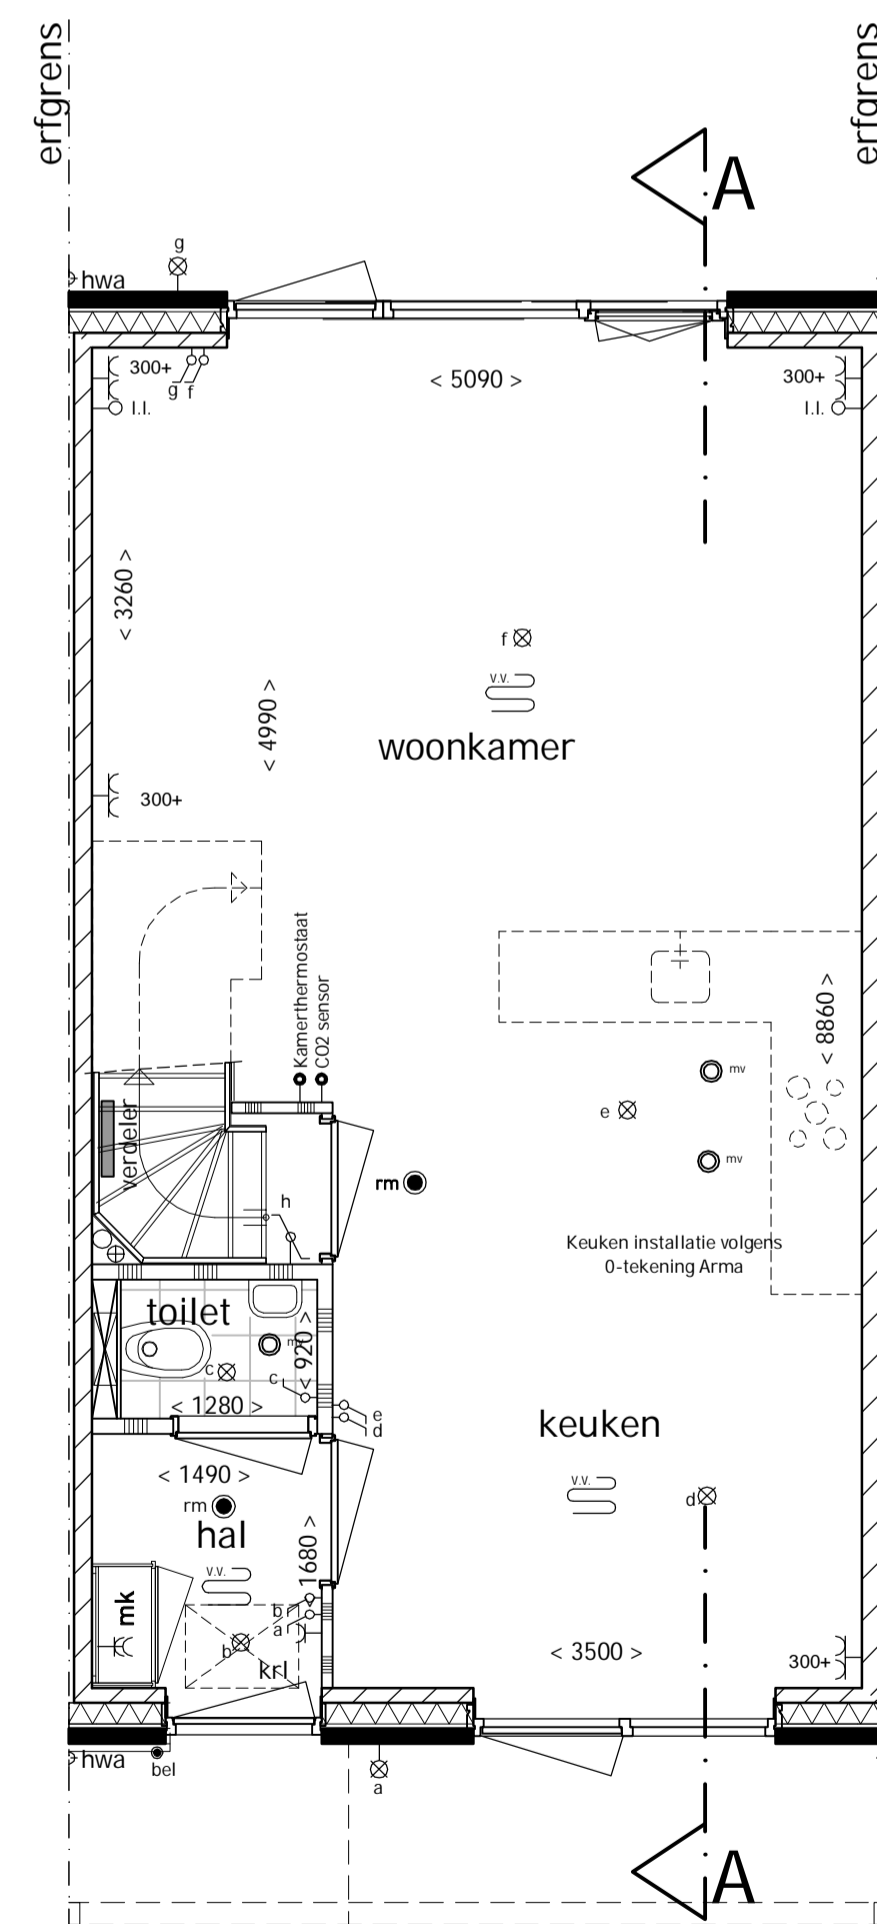 erfgrens
erfgrens
A
g
hwa
300+
g f
l.l.
< 5090 >
300+
l.l.
< 3260 >
f
v.v.
< 4990 >
woonkamer
300+
Kamerthermostaat
CO2 sensor
< 8860 >
mv
e
verdeler
mv
rm
h
Keuken installatie volgens
0-tekening Arma
toilet
< 920 >
c
c
< 1280 >
e
d
keuken
< 1490 >
v.v.
rm
d
hal
1680 >
v.v.
mk
b
a
b
krl
< 3500 >
300+
hwa
bel
a
A